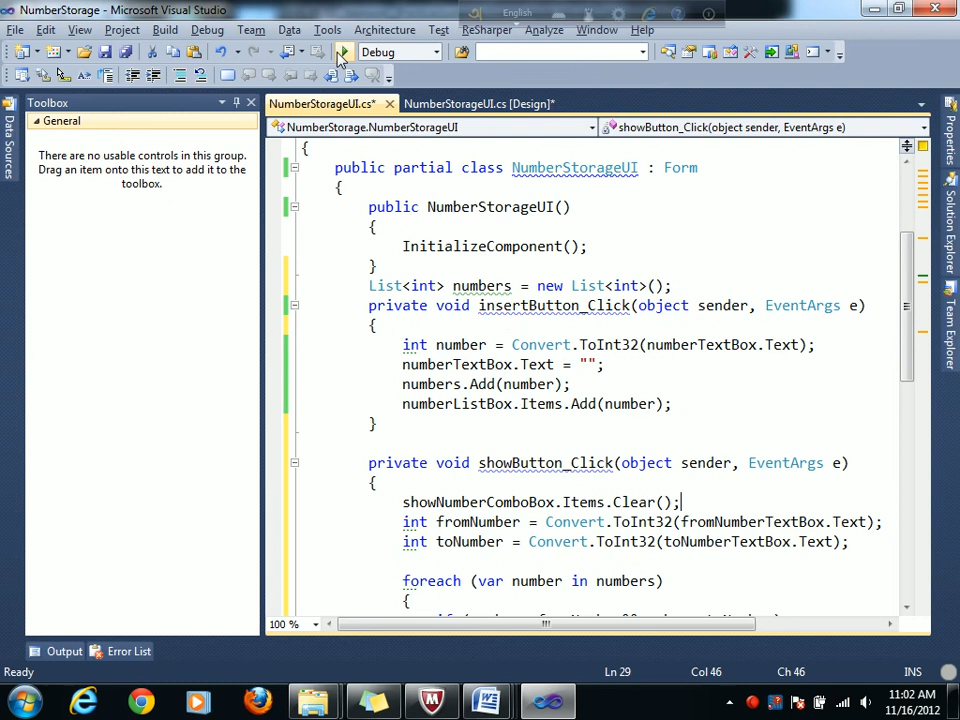 NumberStorage - Microsoft Visual Studio
English
File Edit View Project Build Debug Team Data Tools Architecture Test ReSharper Analyze Window Help
Debug
Toolbox
General
There are no usable controls in this group.
Drag an item onto this text to add it to the
toolbox.
Data Sources
NumberStorageUI.cs*
NumberStorageUI.cs [Design]*
NumberStorage.NumberStorageUI
showButton_Click(object sender, EventArgs e)
{
public partial class NumberStorageUI : Form
{
public NumberStorageUI()
{
InitializeComponent();
}
List<int> numbers = new List<int>();
private void insertButton_Click(object sender, EventArgs e)
{
int number = Convert.ToInt32(numberTextBox.Text);
numberTextBox.Text = "";
numbers.Add(number);
numberListBox.Items.Add(number);
}
private void showButton_Click(object sender, EventArgs e)
{
showNumberComboBox.Items.Clear();
int fromNumber = Convert.ToInt32(fromNumberTextBox.Text);
int toNumber = Convert.ToInt32(toNumberTextBox.Text);
foreach (var number in numbers)
{
100 %
Properties
Solution Explorer
Team Explorer
Output
Error List
Ready
Ln 29
Col 46
Ch 46
INS
11:02 AM
11/16/2012